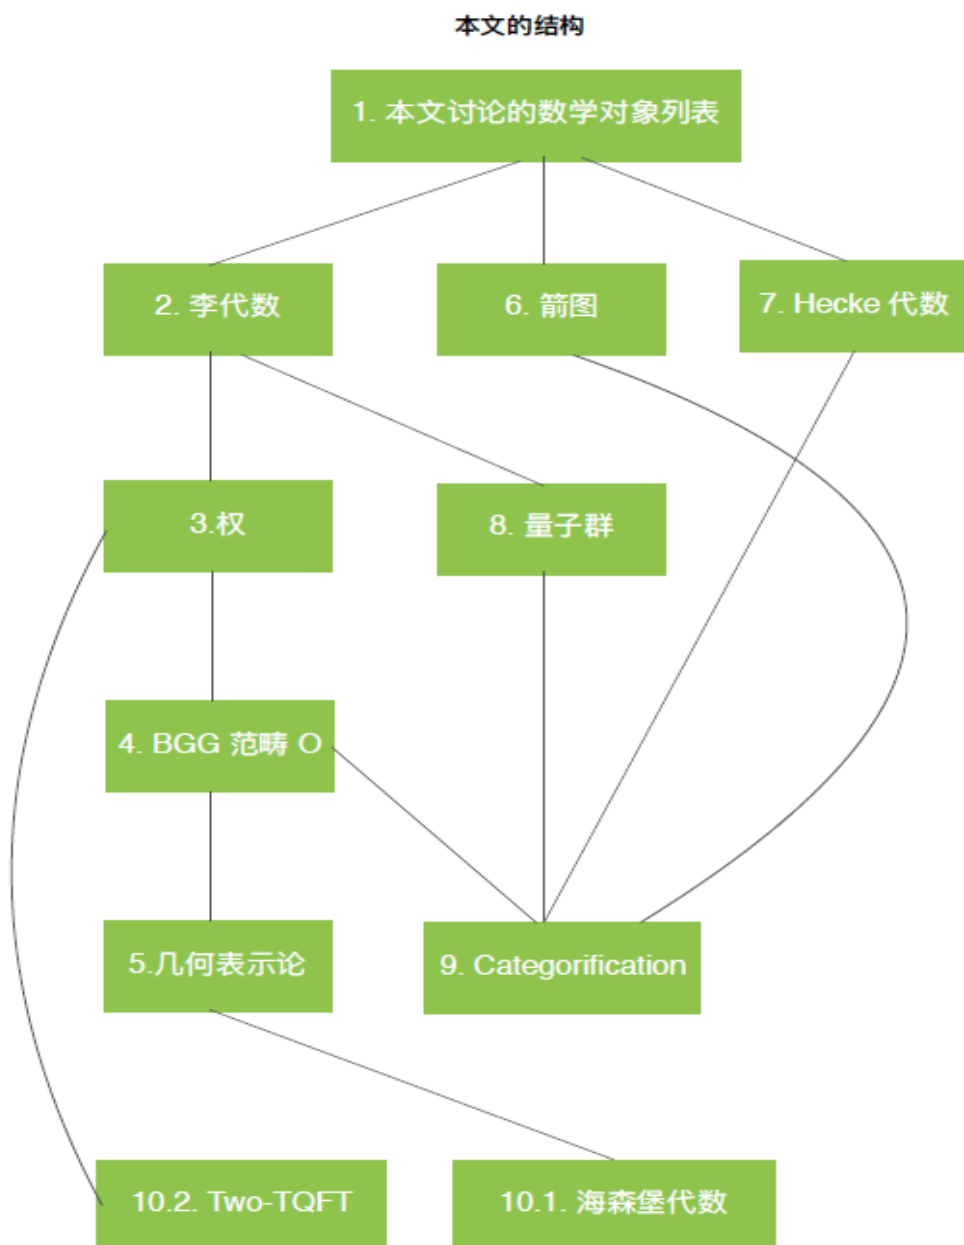 本文的结构
1. 本文讨论的数学对象列表
2. 李代数
6. 箭图
7. Hecke 代数
3.权
8. 量子群
4. BGG 范畴 O
5.几何表示论
9. Categorification
10.2. Two-TQFT
10.1. 海森堡代数